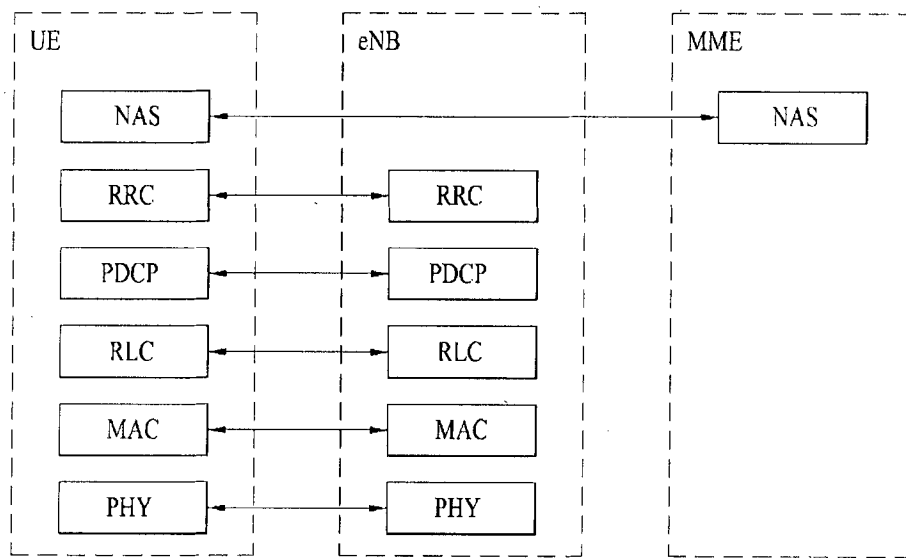 UE eNB MME
NAS NAS
RRC RRC
PDCP PDCP
RLC RLC
MAC MAC
PHY PHY